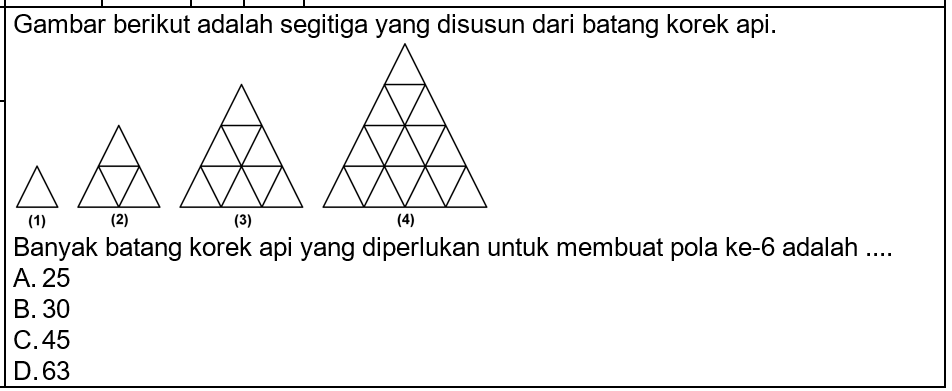 Gambar berikut adalah segitiga yang disusun dari batang korek api.
(1) (2) (3) (4)
Banyak batang korek api yang diperlukan untuk membuat pola ke-6 adalah ....
A. 25
B. 30
C. 45
D. 63